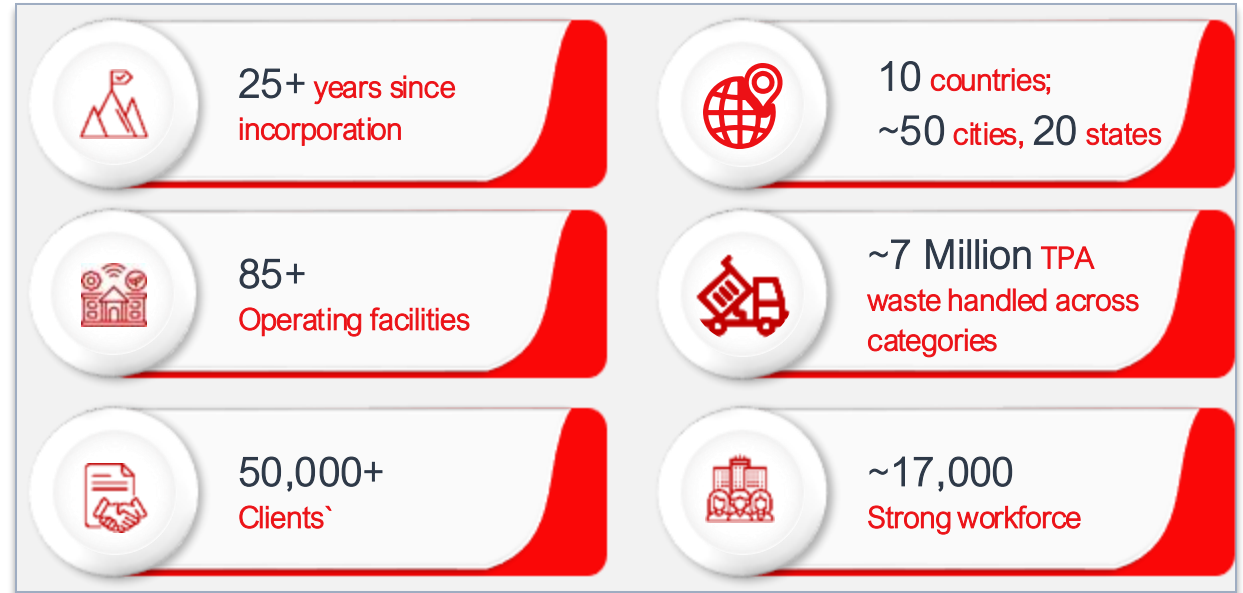 25+ years since
incorporation
10 countries;
~50 cities, 20 states
85+
Operating facilities
~7 Million TPA
waste handled across
categories
50,000+
Clients`
~17,000
Strong workforce